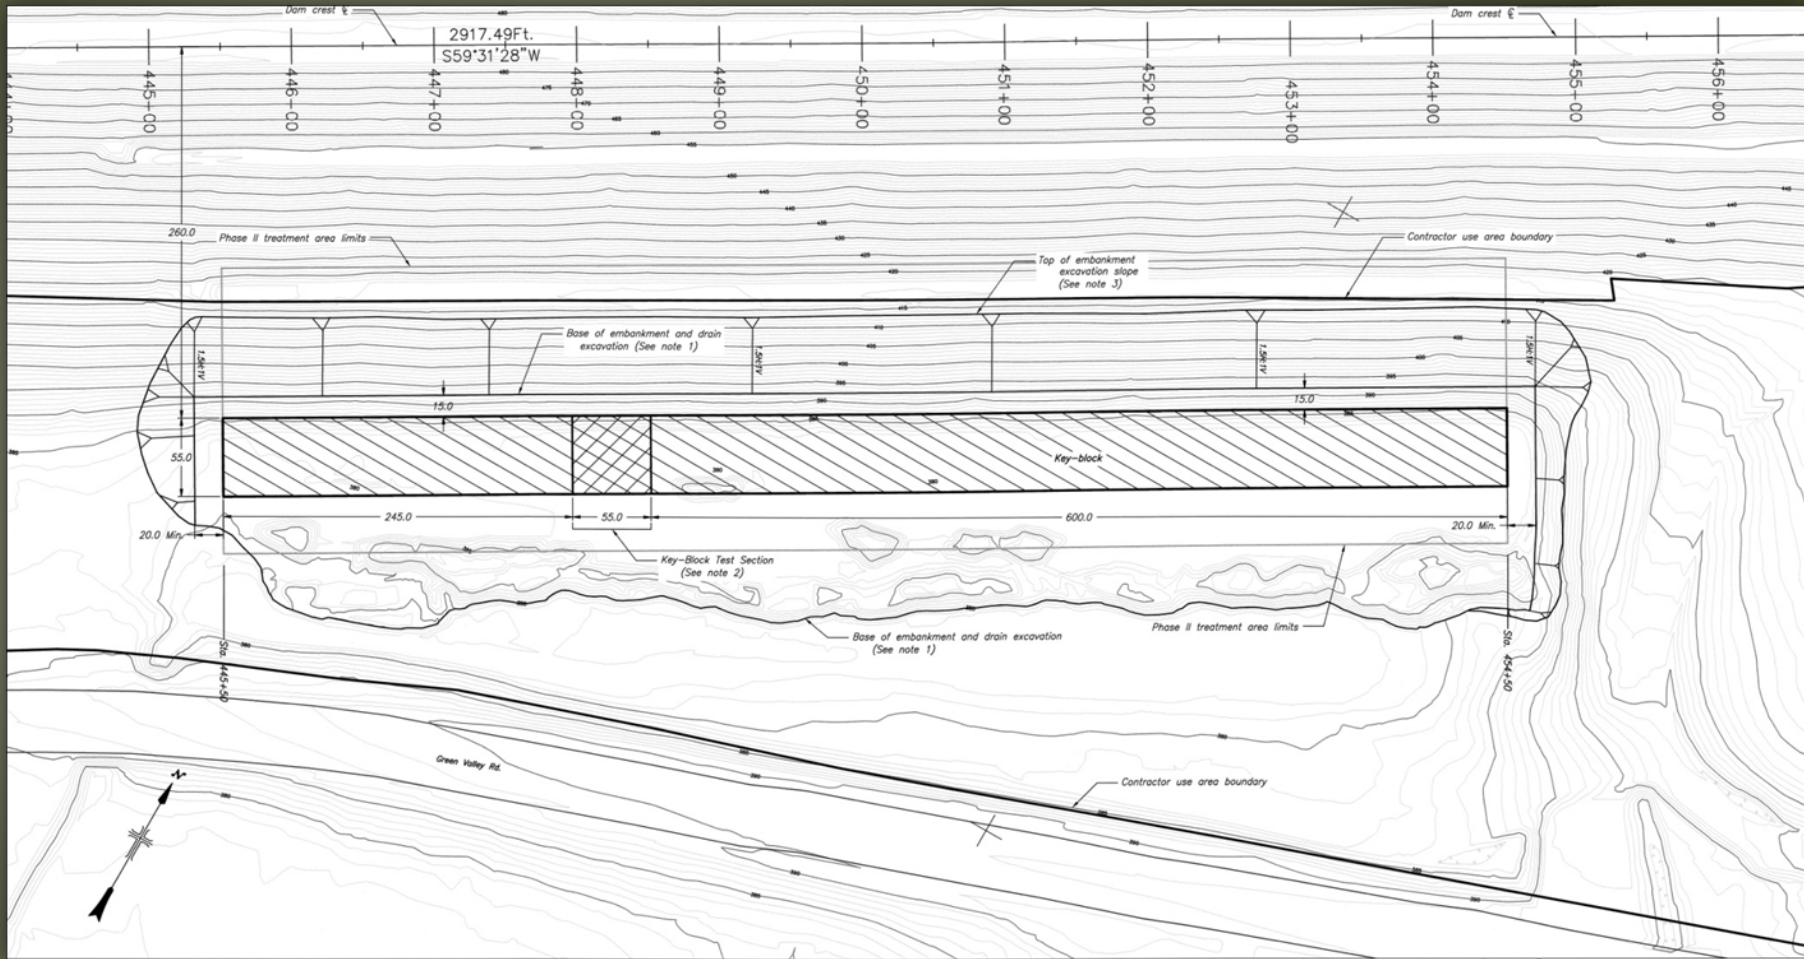 Dam crest ℄
Dam crest ℄
2917.49Ft.
S59°31'28"W
445+00
446+00
447+00
448+00
449+00
450+00
451+00
452+00
453+00
454+00
455+00
456+00
260.0
Phase II treatment area limits
Contractor use area boundary
Top of embankment
excavation slope
(See note 3)
Base of embankment and drain
excavation (See note 1)
1.5H:1V
1.5H:1V
1.5H:1V
1.5H:1V
15.0
15.0
55.0
Key-block
245.0
55.0
600.0
20.0 Min.
20.0 Min.
Key-Block Test Section
(See note 2)
Phase II treatment area limits
Base of embankment and drain excavation
(See note 1)
Sta. 445+50
Sta. 454+50
Green Valley Rd.
N
Contractor use area boundary